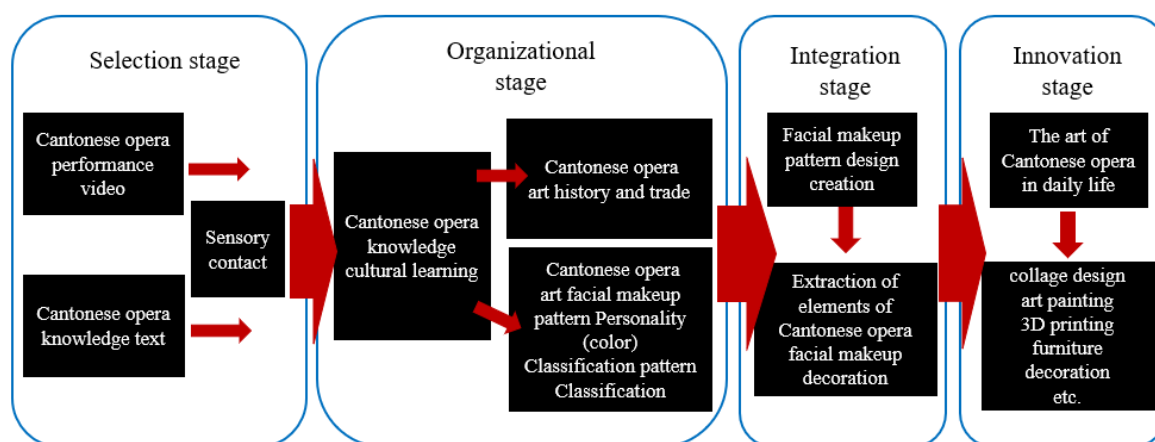 Selection stage
Cantonese opera
performance
video
Sensory
contact
Cantonese opera
knowledge text
Organizational
stage
Cantonese opera
knowledge
cultural learning
Cantonese opera
art history and trade
Cantonese opera
art facial makeup
pattern Personality
(color)
Classification pattern
Classification
Integration
stage
Facial makeup
pattern design
creation
Extraction of
elements of
Cantonese opera
facial makeup
decoration
Innovation
stage
The art of
Cantonese opera
in daily life
collage design
art painting
3D printing
furniture
decoration
etc.